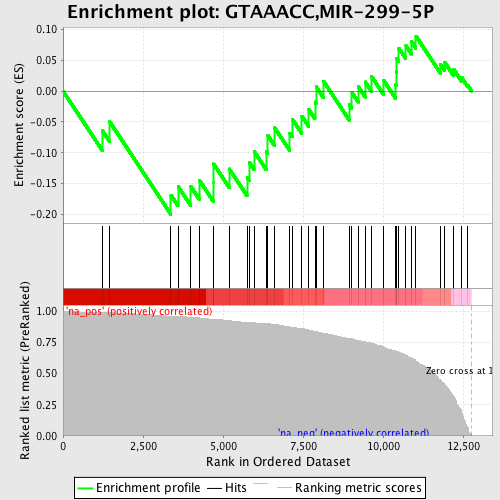 Enrichment plot: GTAAACC,MIR-299-5P
Enrichment score (ES)
0.10
0.05
0.00
-0.05
-0.10
-0.15
-0.20
'na_pos' (positively correlated)
Ranked list metric (PreRanked)
1.00
0.75
0.50
0.25
0.00
Zero cross at 1
'na_neg' (negatively correlated)
0
2,500
5,000
7,500
10,000
12,500
Rank in Ordered Dataset
Enrichment profile
Hits
Ranking metric scores